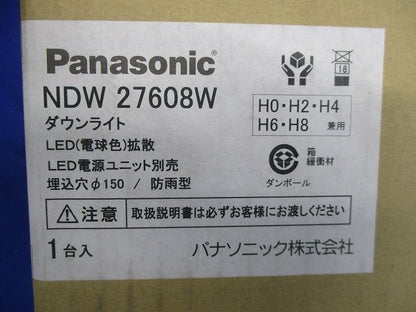 Panasonic
NDW 27608W
ダウンライト
LED(電球色)拡散
LED電源ユニット別売
埋込穴φ150 / 防雨型
18
H0・H2・H4
H6・H8 兼用
箱
緩衝材
ダンボール
注意
取扱説明書は必ずお客様にお渡しください
1台入
パナソニック株式会社